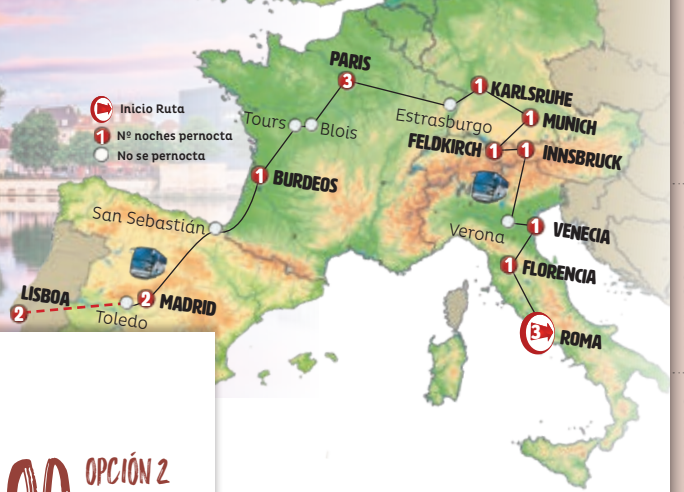 PARIS
3
1
KARLSRUHE
Inicio Ruta
Estrasburgo
1
MUNICH
1
Nº noches pernocta
Tours
Blois
No se pernocta
FELDKIRCH
1
1
INNSBRUCK
1
BURDEOS
San Sebastián
Verona
1
VENECIA
1
FLORENCIA
LISBOA
2
2
MADRID
Toledo
3
ROMA
OPCIÓN 2